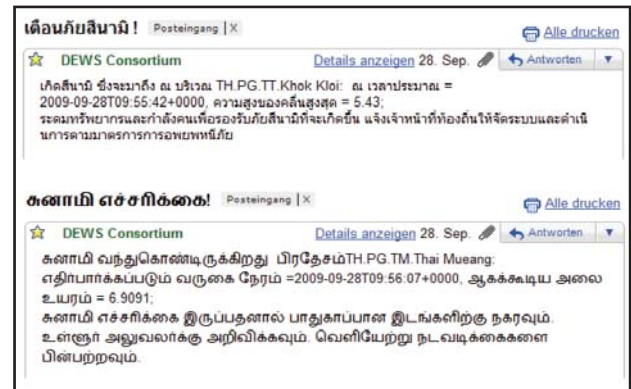 เตือนภัยสึนามิ ! Posteingang | X Alle drucken
DEWS Consortium Details anzeigen 28. Sep. Antworten
เกิดสึนามิ ซึ่งจะมาถึง ณ บริเวณ TH.PG.TT.Khok Kloi: ณ เวลาประมาณ =
2009-09-28T09:55:42+0000, ความสูงของคลื่นสูงสุด = 5.43;
ระดมทรัพยากรและกำลังคนเพื่อรองรับภัยสึนามิที่จะเกิดขึ้น แจ้งเจ้าหน้าที่ท้องถิ่นให้จัดระบบและดำเนิ
นการตามมาตรการการอพยพหนีภัย
சுனாமி எச்சரிக்கை! Posteingang | X Alle drucken
DEWS Consortium Details anzeigen 28. Sep. Antworten
சுனாமி வந்துகொண்டிருக்கிறது பிரதேசம்TH.PG.TM.Thai Mueang:
எதிர்பார்க்கப்படும் வருகை நேரம் =2009-09-28T09:56:07+0000, ஆகக்கூடிய அலை
உயரம் = 6.9091;
சுனாமி எச்சரிக்கை இருப்பதனால் பாதுகாப்பான இடங்களிற்கு நகரவும்.
உள்ளூர் அலுவலர்க்கு அறிவிக்கவும். வெளியேற்று நடவடிக்கைகளை
பின்பற்றவும்.